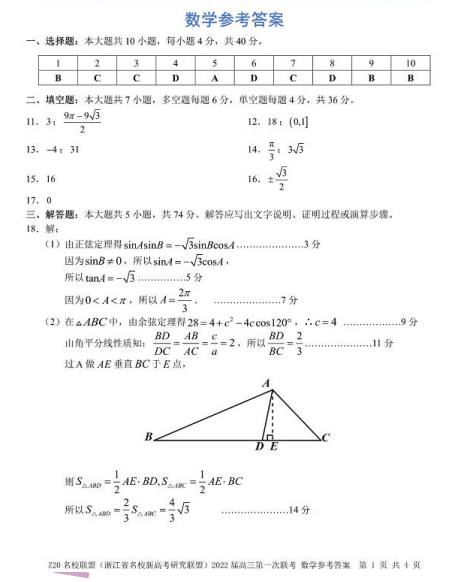 数学参考答案
一、选择题：本大题共 10 小题，每小题 4 分，共 40 分。
1 2 3 4 5 6 7 8 9 10
B C C D A D C D B B
二、填空题：本大题共 7 小题，多空题每题 6 分，单空题每题 4 分，共 36 分。
11．3；(9π－9√3)/2 12．18；(0,1]
13．−4；31 14．π/3；3√3
15．16 16．±√3/2
17．0
三、解答题：本大题共 5 小题，共 74 分。解答应写出文字说明、证明过程或演算步骤。
18．解：
（1）由正弦定理得 sinAsinB = −√3sinBcosA …………………3 分
因为 sinB ≠ 0，所以 sinA = −√3cosA，
所以 tanA = −√3 ……………5 分
因为 0 < A < π，所以 A = 2π/3． …………………7 分
（2）在 △ABC 中，由余弦定理得 28 = 4 + c² − 4ccos120°，∴ c = 4 ………………9 分
由角平分线性质知：BD/DC = AB/AC = c/a = 2，所以 BD/BC = 2/3 …………………11 分
过 A 做 AE 垂直 BC 于 E 点，
A
B
D E
C
则 S△ABD = 1/2 AE·BD, S△ABC = 1/2 AE·BC
所以 S△ABD = 2/3 S△ABC = 4/3 √3 …………………14 分
Z20 名校联盟（浙江省名校新高考研究联盟）2022 届高三第一次联考 数学参考答案 第 1 页 共 4 页